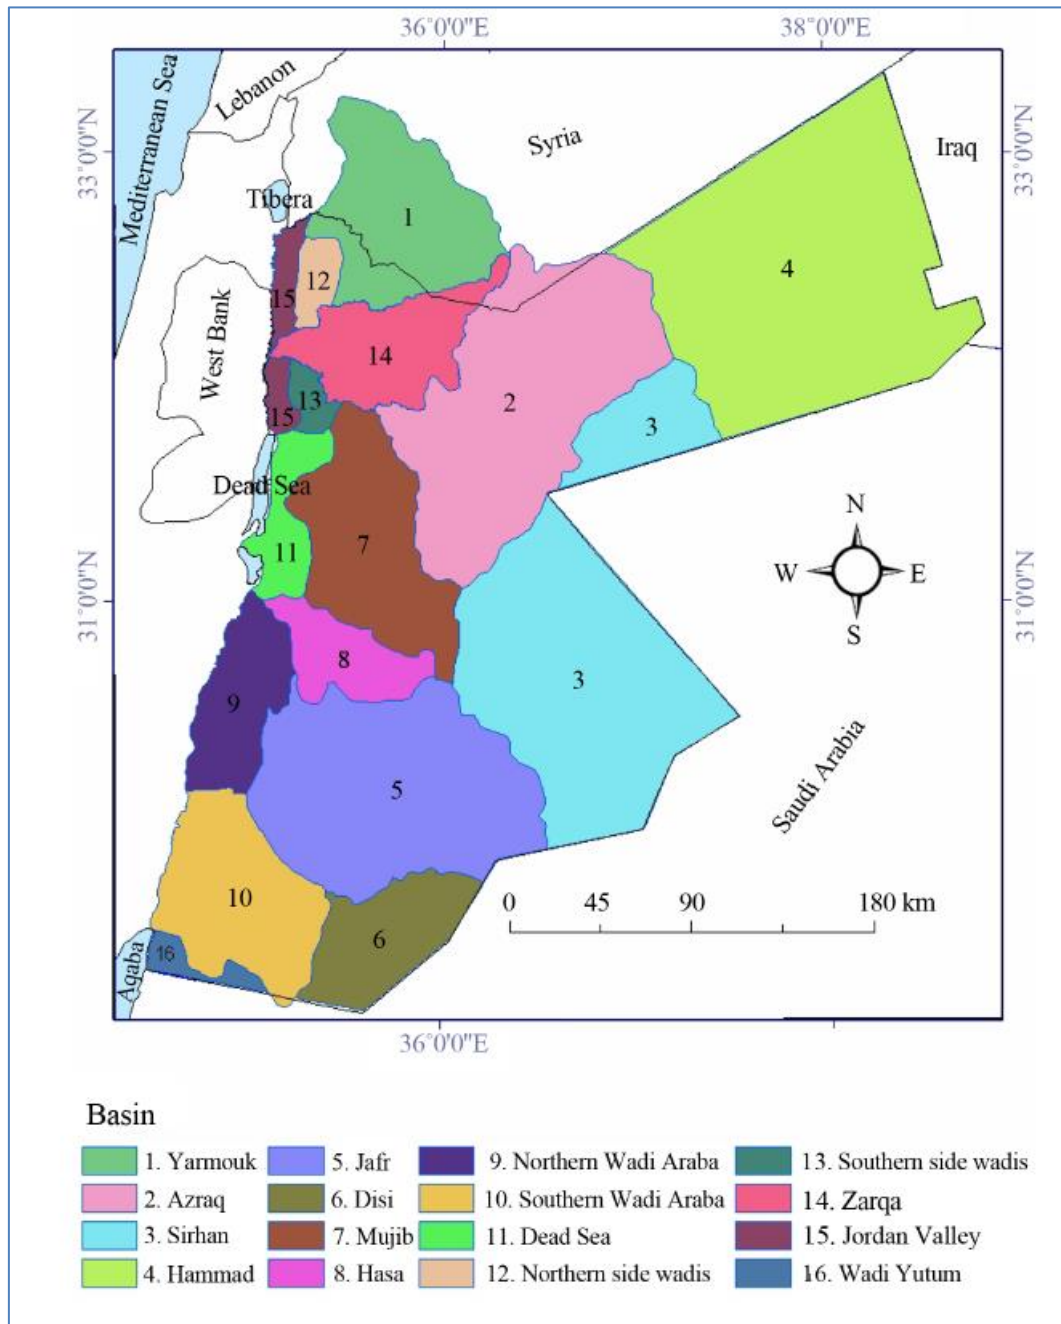 36°0'0"E
38°0'0"E
Mediterranean Sea
Lebanon
Syria
Iraq
33°0'0"N
33°0'0"N
Tibera
1
4
12
15
West Bank
14
2
13
15
3
Dead Sea
7
11
N
W
E
S
31°0'0"N
31°0'0"N
8
3
9
Saudi Arabia
5
10
0
45
90
180 km
6
16
Aqaba
36°0'0"E
Basin
1. Yarmouk
2. Azraq
3. Sirhan
4. Hammad
5. Jafr
6. Disi
7. Mujib
8. Hasa
9. Northern Wadi Araba
10. Southern Wadi Araba
11. Dead Sea
12. Northern side wadis
13. Southern side wadis
14. Zarqa
15. Jordan Valley
16. Wadi Yutum